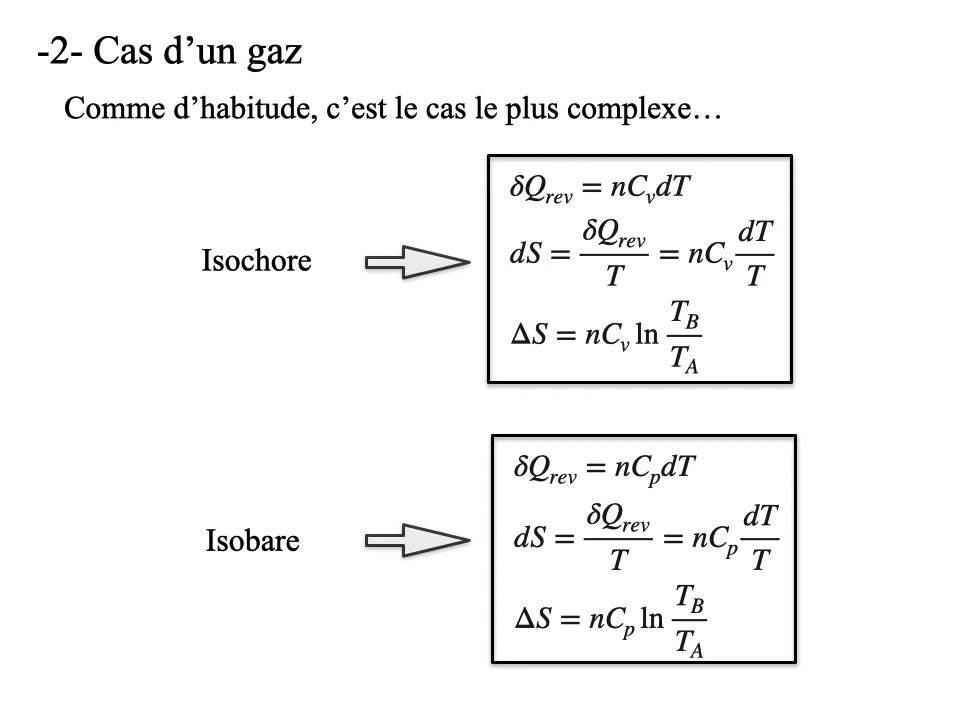 -2- Cas d’un gaz
Comme d’habitude, c’est le cas le plus complexe…
Isochore
δQ_rev = nC_v dT
dS = δQ_rev / T = nC_v dT / T
ΔS = nC_v ln T_B / T_A
Isobare
δQ_rev = nC_p dT
dS = δQ_rev / T = nC_p dT / T
ΔS = nC_p ln T_B / T_A